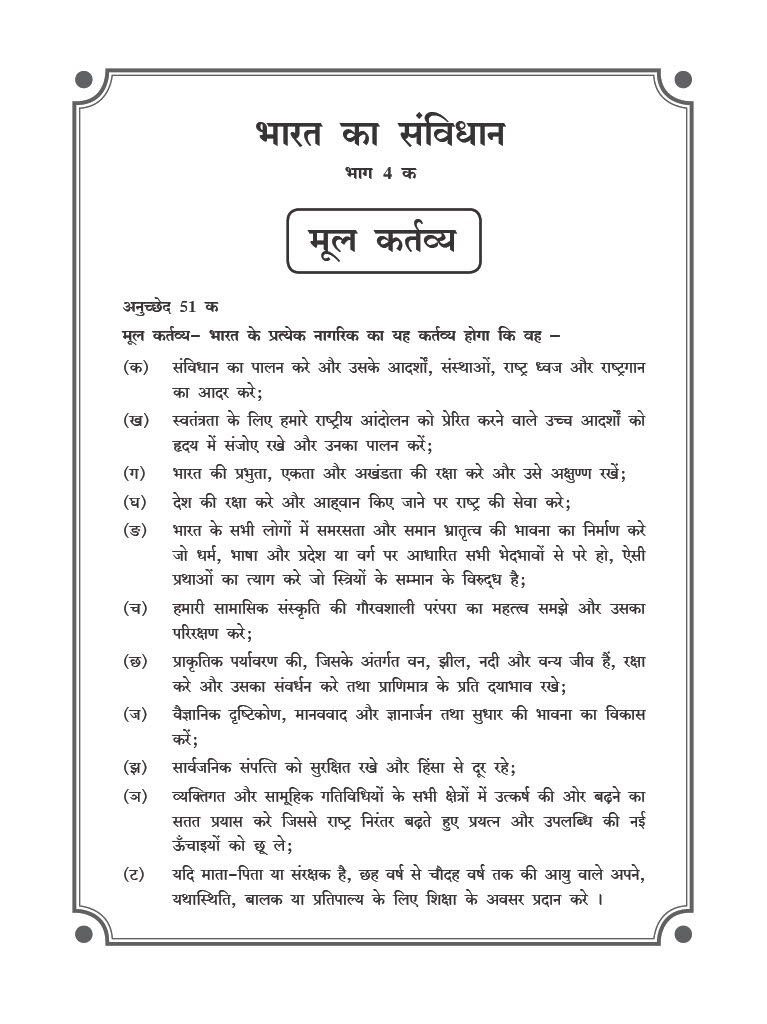 भारत का संविधान
भाग 4 क
मूल कर्तव्य
अनुच्छेद 51 क
मूल कर्तव्य– भारत के प्रत्येक नागरिक का यह कर्तव्य होगा कि वह –
(क) संविधान का पालन करे और उसके आदर्शों, संस्थाओं, राष्ट्र ध्वज और राष्ट्रगान
का आदर करे;
(ख) स्वतंत्रता के लिए हमारे राष्ट्रीय आंदोलन को प्रेरित करने वाले उच्च आदर्शों को
हृदय में संजोए रखे और उनका पालन करें;
(ग) भारत की प्रभुता, एकता और अखंडता की रक्षा करे और उसे अक्षुण्ण रखें;
(घ) देश की रक्षा करे और आह्वान किए जाने पर राष्ट्र की सेवा करे;
(ङ) भारत के सभी लोगों में समरसता और समान भ्रातृत्व की भावना का निर्माण करे
जो धर्म, भाषा और प्रदेश या वर्ग पर आधारित सभी भेदभावों से परे हो, ऐसी
प्रथाओं का त्याग करे जो स्त्रियों के सम्मान के विरुद्ध है;
(च) हमारी सामासिक संस्कृति की गौरवशाली परंपरा का महत्त्व समझे और उसका
परिरक्षण करे;
(छ) प्राकृतिक पर्यावरण की, जिसके अंतर्गत वन, झील, नदी और वन्य जीव हैं, रक्षा
करे और उसका संवर्धन करे तथा प्राणिमात्र के प्रति दयाभाव रखे;
(ज) वैज्ञानिक दृष्टिकोण, मानववाद और ज्ञानार्जन तथा सुधार की भावना का विकास
करें;
(झ) सार्वजनिक संपत्ति को सुरक्षित रखे और हिंसा से दूर रहे;
(ञ) व्यक्तिगत और सामूहिक गतिविधियों के सभी क्षेत्रों में उत्कर्ष की ओर बढ़ने का
सतत प्रयास करे जिससे राष्ट्र निरंतर बढ़ते हुए प्रयत्न और उपलब्धि की नई
ऊँचाइयों को छू ले;
(ट) यदि माता-पिता या संरक्षक है, छह वर्ष से चौदह वर्ष तक की आयु वाले अपने,
यथास्थिति, बालक या प्रतिपाल्य के लिए शिक्षा के अवसर प्रदान करे ।